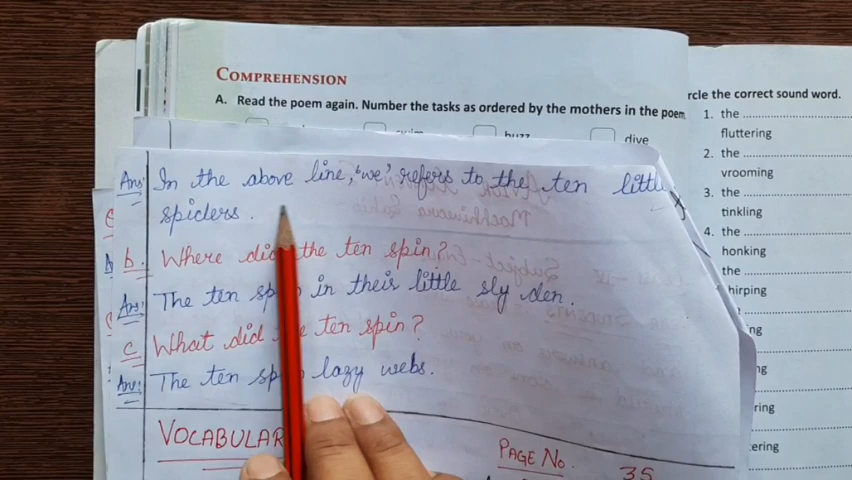 COMPREHENSION
A. Read the poem again. Number the tasks as ordered by the mothers in the poem.
swim buzz dive
Ans: In the above line, 'we' refers to the ten little
spiders.
b. Where did the ten spin?
Ans: The ten in their little sly den.
c. What did the ten spin?
Ans: The ten lazy webs.
VOCABULAR
PAGE NO. 35
rcle the correct sound word.
1. the
fluttering
2. the
vrooming
3. the
tinkling
4. the
honking
the
hirping
ng
ng
ring
ering